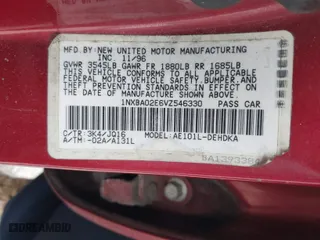 MFD.BY:NEW UNITED MOTOR MANUFACTURING
INC. 11/96
GVWR 3545LB GAWR FR 1880LB RR 1685LB
THIS VEHICLE CONFORMS TO ALL APPLICABLE
FEDERAL MOTOR VEHICLE SAFETY,BUMPER,AND
THEFT PREVENTION STANDARDS IN EFFECT ON
THE DATE OF MANUFACTURE SHOWN ABOVE.
1NXBA02E6VZ546330 PASS CAR
C/TR:3K4/JQ16 MODEL:AE101L-DEHDKA
A/TM:-02A/A131L
autobidmaster